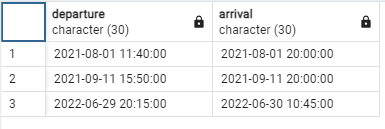 departure character (30) arrival character (30)
1 2021-08-01 11:40:00 2021-08-01 20:00:00
2 2021-09-11 15:50:00 2021-09-11 20:00:00
3 2022-06-29 20:15:00 2022-06-30 10:45:00